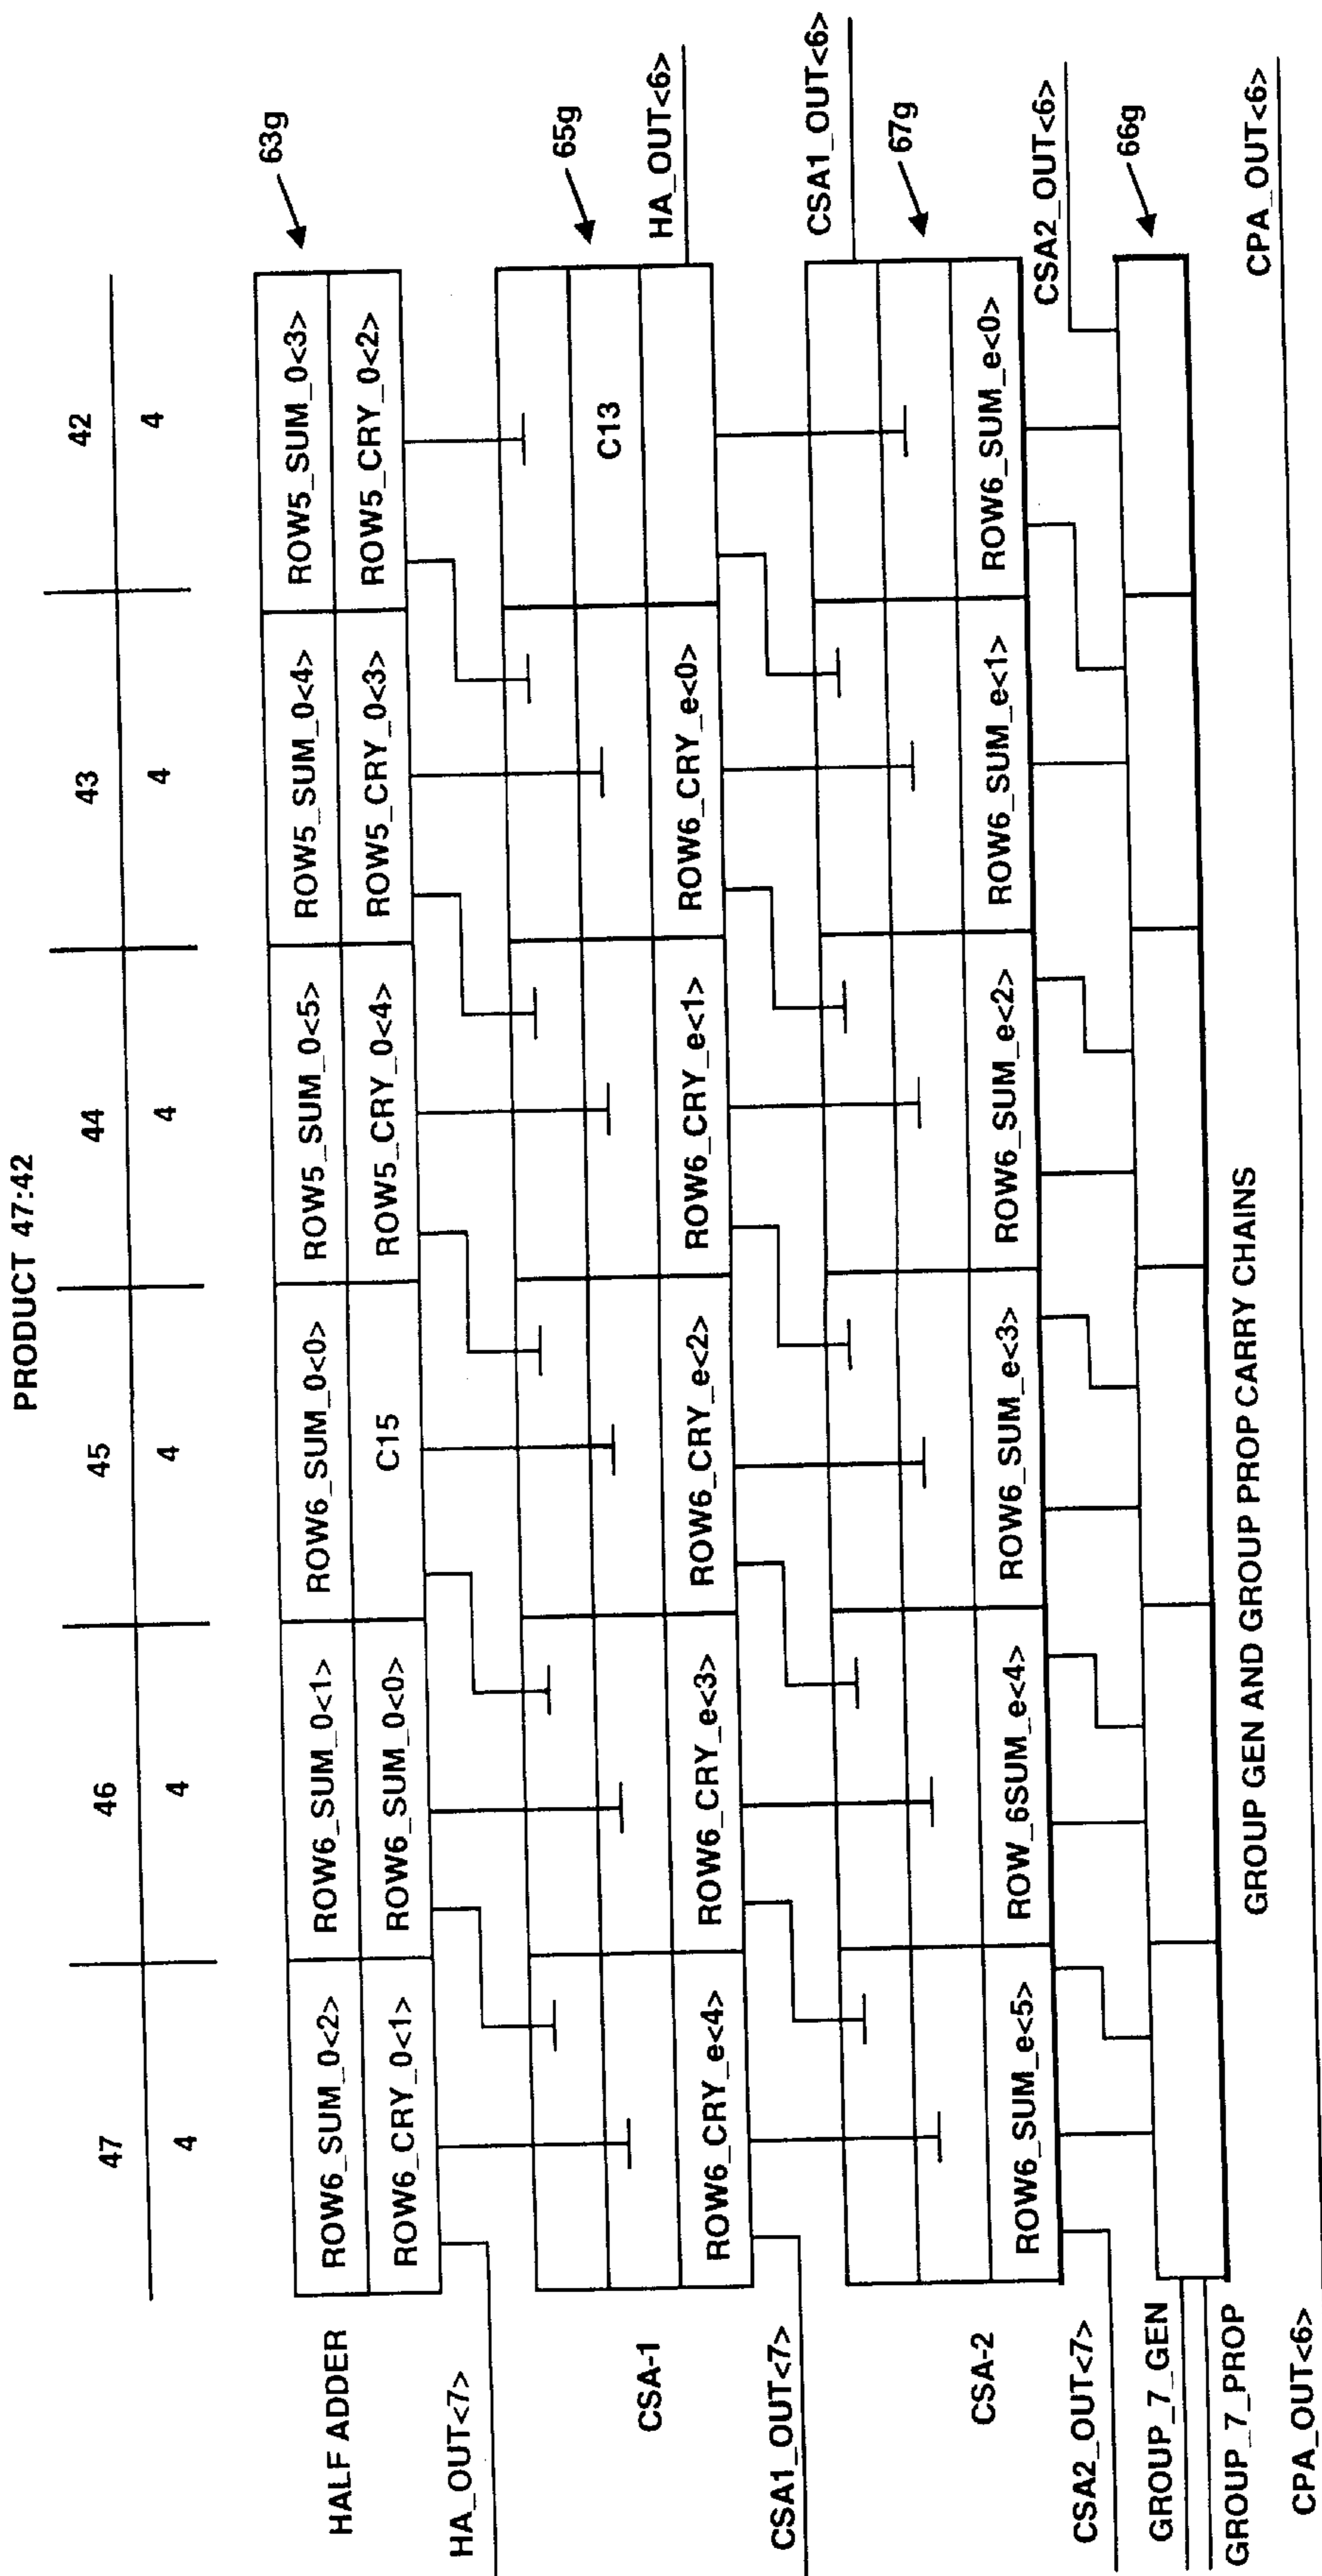 PRODUCT 47:42
47 46 45 44 43 42
4 4 4 4 4 4
63g
HALF ADDER
ROW6_SUM_0<2> ROW6_SUM_0<1> ROW6_SUM_0<0> ROW5_SUM_0<5> ROW5_SUM_0<4> ROW5_SUM_0<3>
ROW6_CRY_0<1> ROW6_SUM_0<0> C15 ROW5_CRY_0<4> ROW5_CRY_0<3> ROW5_CRY_0<2>
HA_OUT<7>
65g
CSA-1
C13
ROW6_CRY_e<4> ROW6_CRY_e<3> ROW6_CRY_e<2> ROW6_CRY_e<1> ROW6_CRY_e<0>
HA_OUT<6>
CSA1_OUT<7>
CSA1_OUT<6>
67g
CSA-2
ROW6_SUM_e<5> ROW_6SUM_e<4> ROW6_SUM_e<3> ROW6_SUM_e<2> ROW6_SUM_e<1> ROW6_SUM_e<0>
CSA2_OUT<7>
CSA2_OUT<6>
66g
GROUP_7_GEN
GROUP_7_PROP
GROUP GEN AND GROUP PROP CARRY CHAINS
CPA_OUT<6>
CPA_OUT<6>